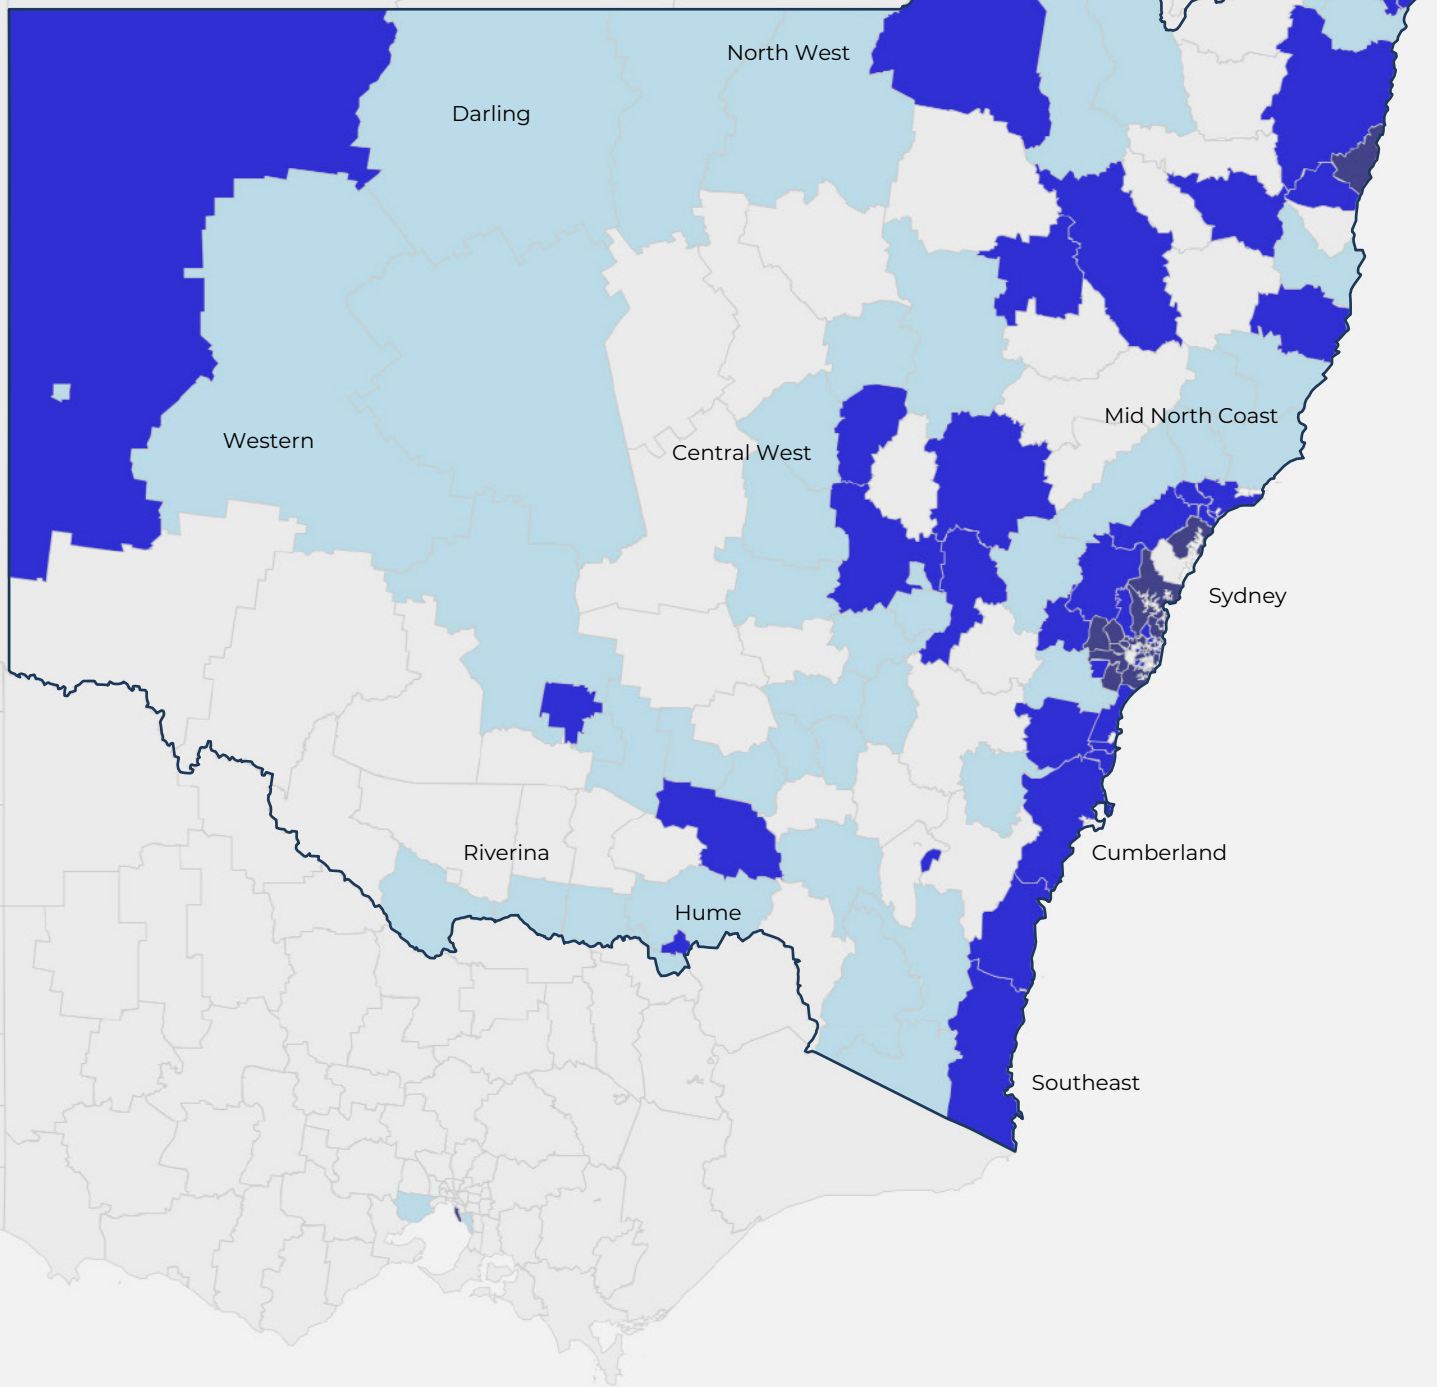 North West
Darling
Mid North Coast
Western
Central West
Sydney
Riverina
Cumberland
Hume
Southeast